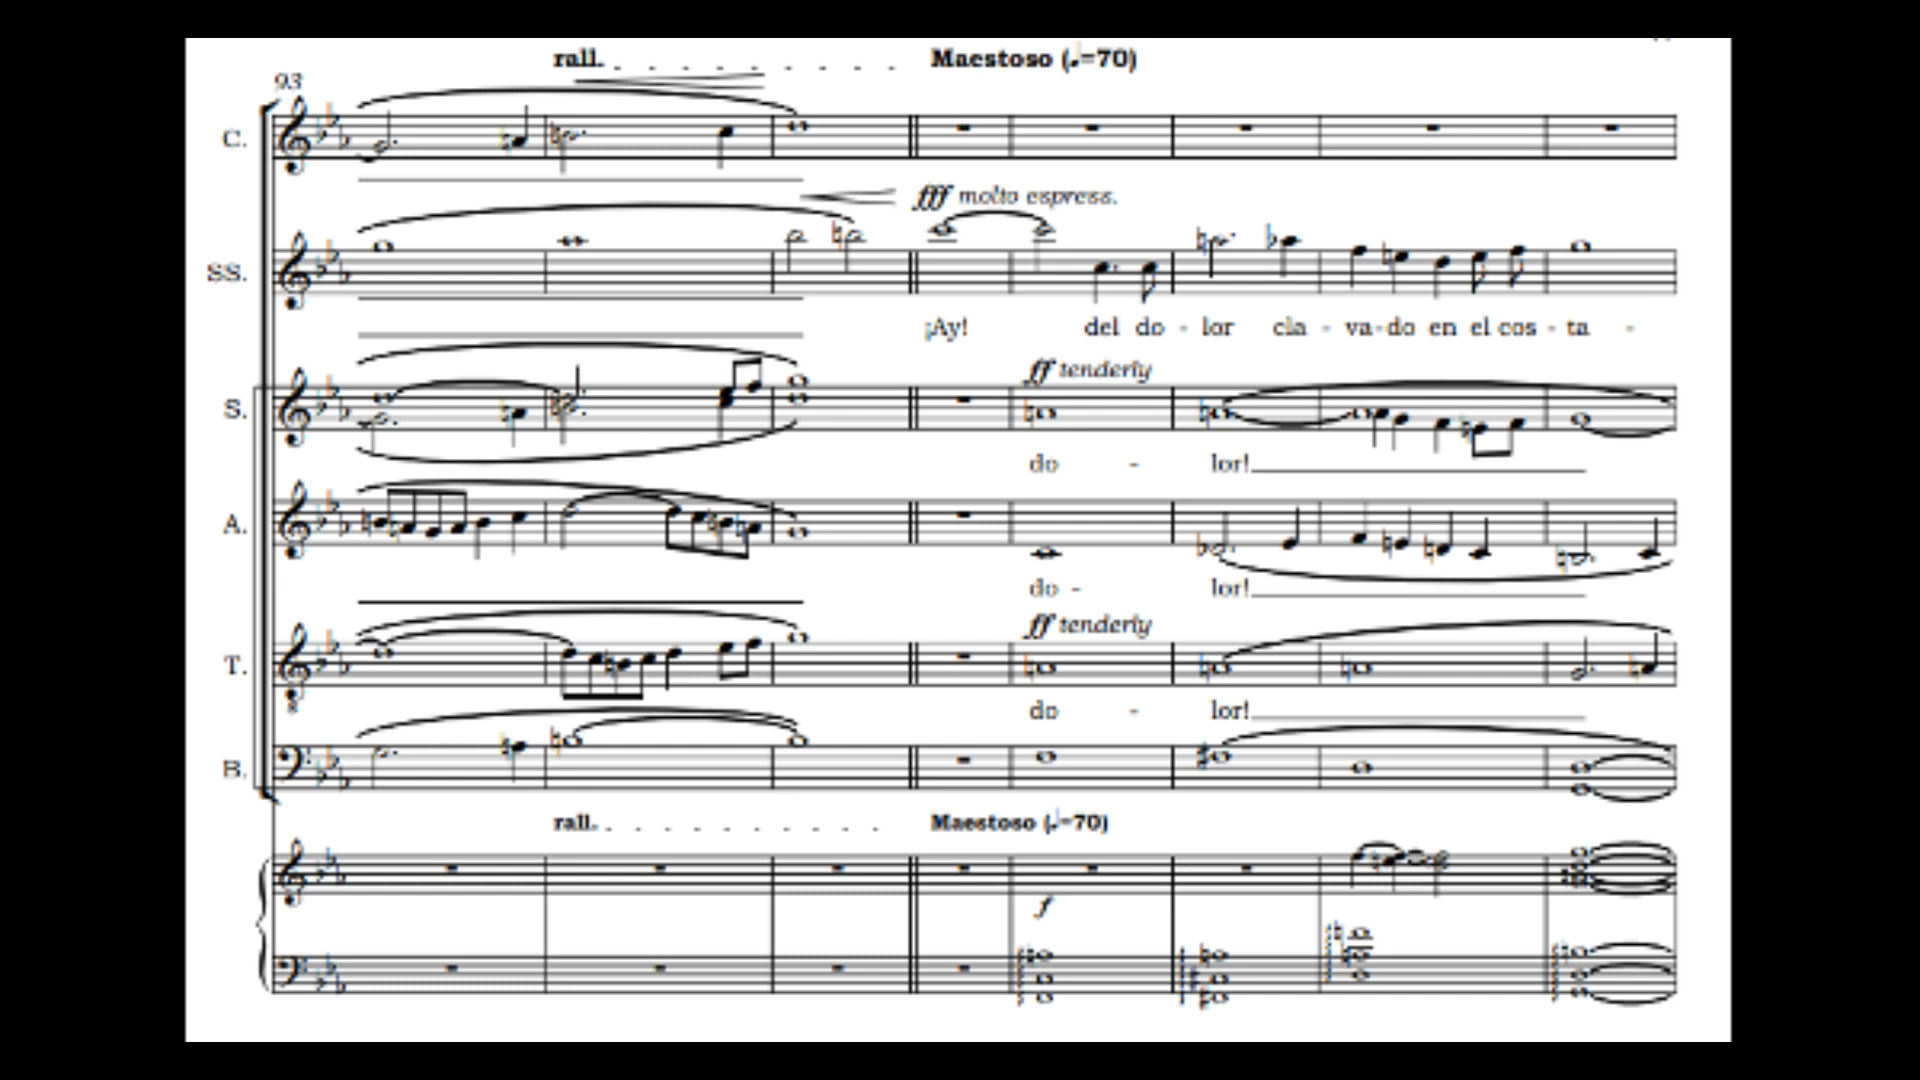 rall. . . . . . . . . . Maestoso (♩=70)
93
C.
fff molto espress.
SS.
¡Ay! del do - lor cla - va - do en el cos - ta -
ff tenderly
S.
do - lor!
A.
do - lor!
ff tenderly
T.
do - lor!
B.
rall. . . . . . . . . . Maestoso (♩=70)
f